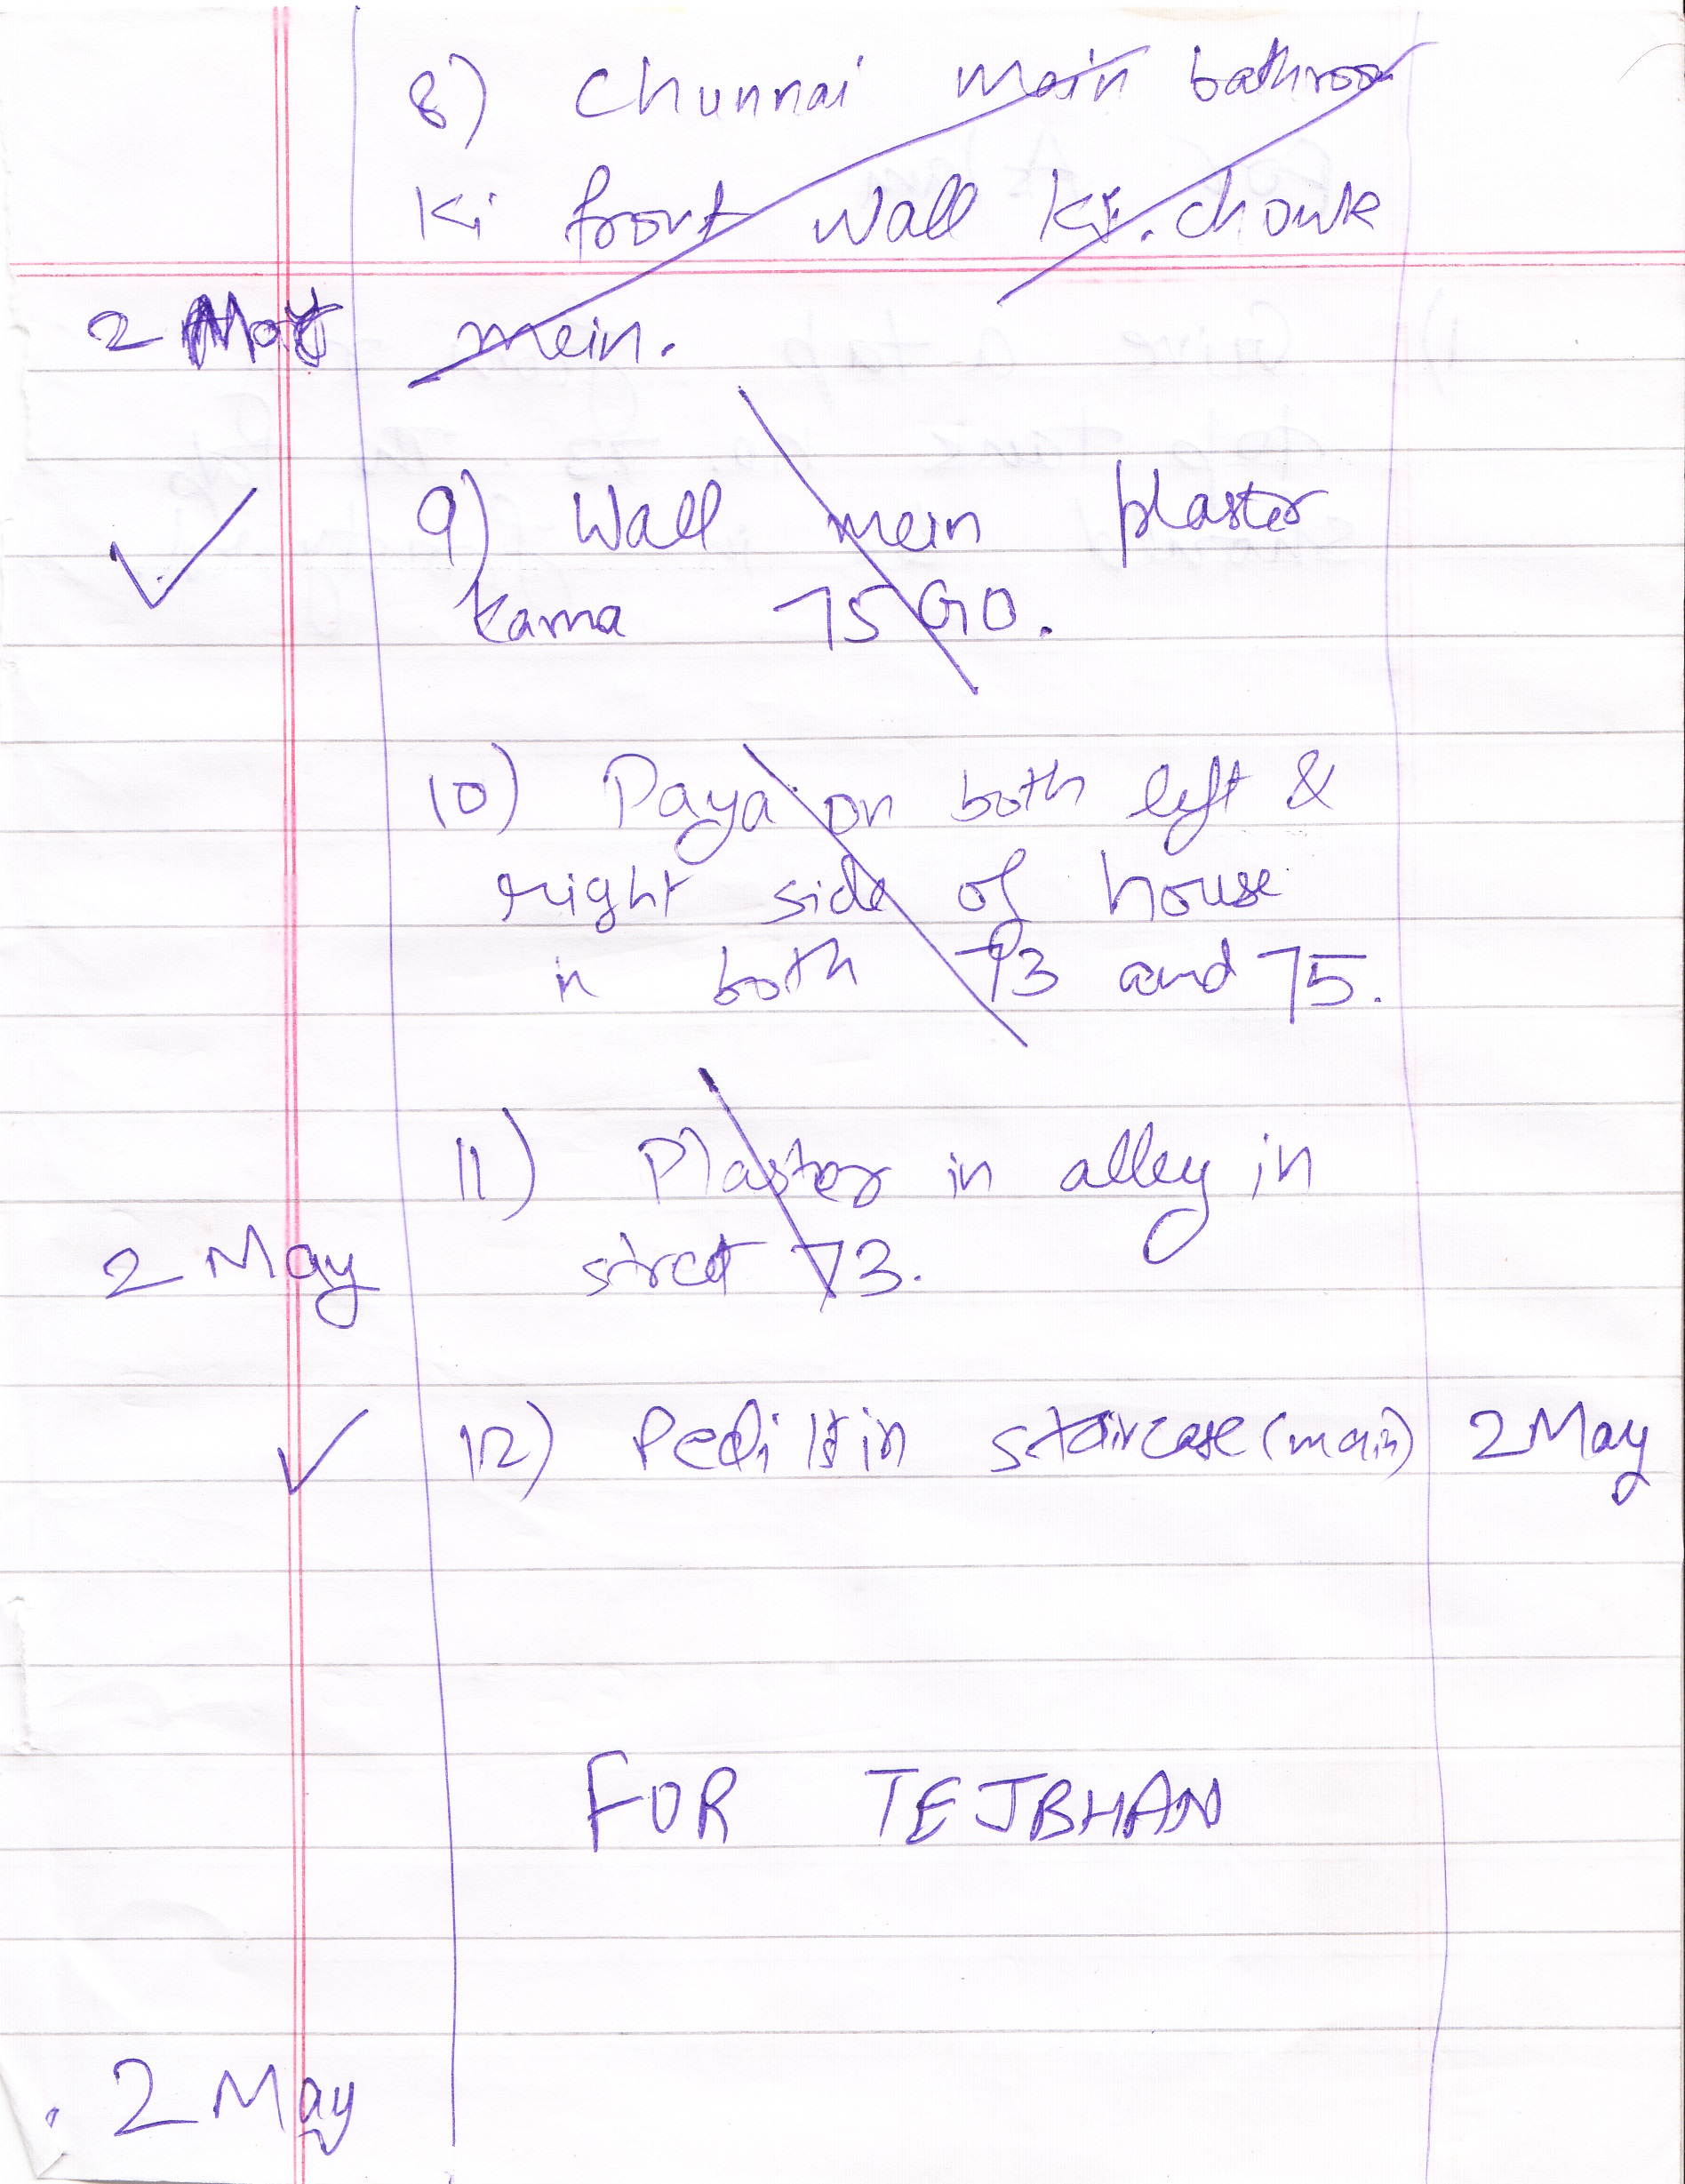 8) Chunnai main bathroom
Ki front wall ki. chowk
2 May mein.
9) Wall mein plaster
karna 75 GO.
10) Paya on both left &
right side of house
in both 73 and 75.
11) Plaster in alley in
2 May street 73.
12) Pedilit in staircase (main) 2 May
FOR TEJBHAN
2 May